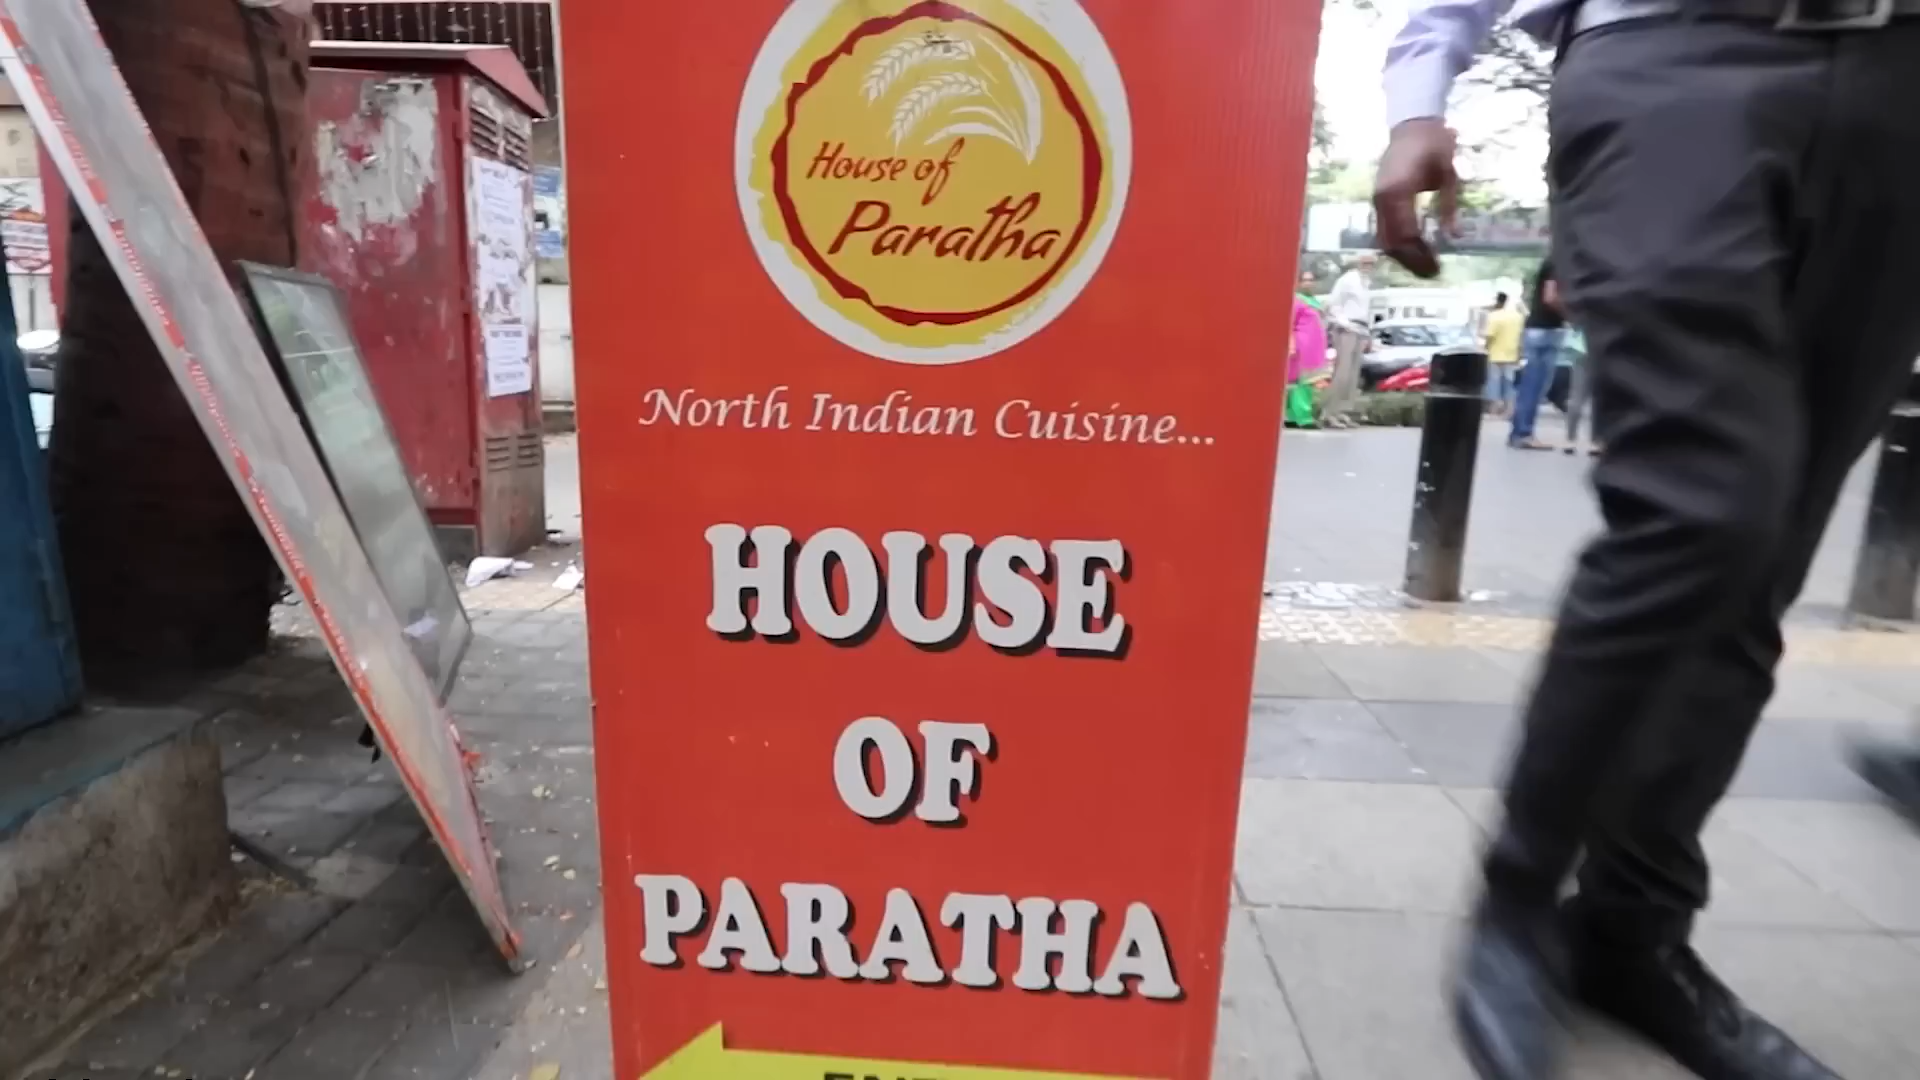 House of
Paratha
North Indian Cuisine...
HOUSE
OF
PARATHA